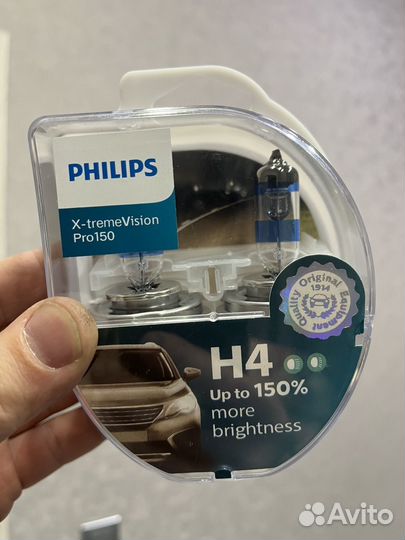 PHILIPS
X-tremeVision
Pro150
Quality Original Equipment
1914
H4
Up to 150%
more
brightness
Avito